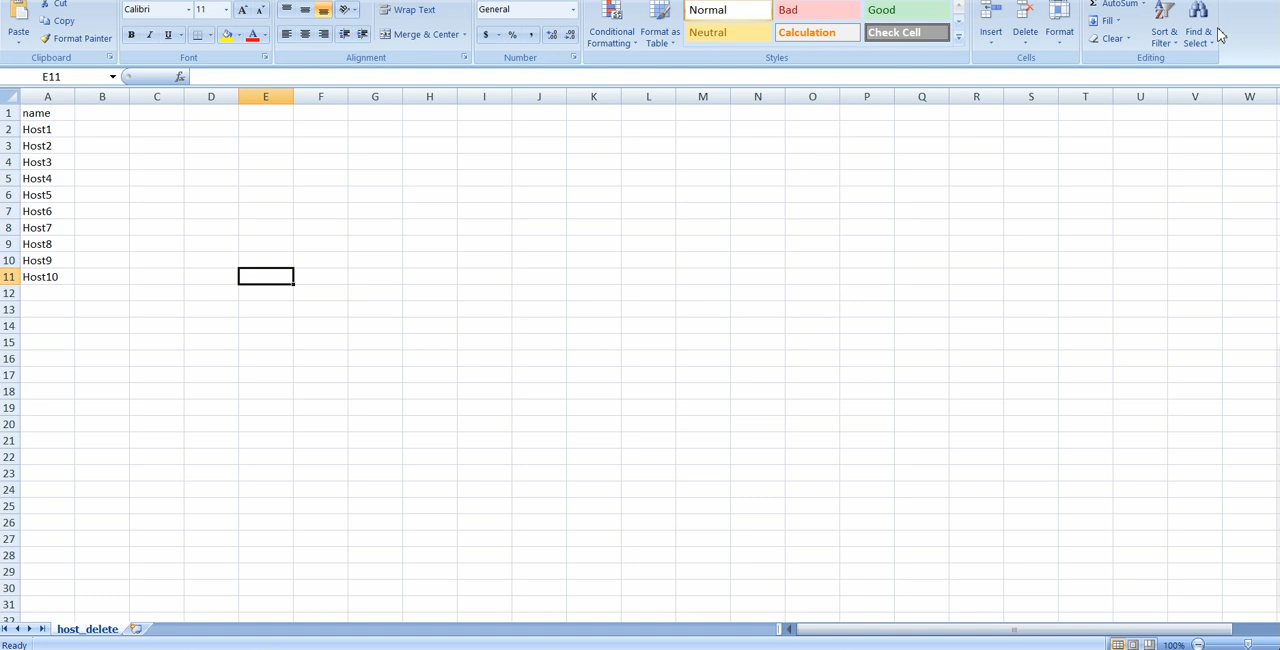 Cut
Copy
Paste
Format Painter
Clipboard
Calibri
11
A A
B I U
A
Font
Wrap Text
Merge & Center
Alignment
General
$ % ,
Number
Conditional
Formatting
Format as
Table
Normal
Bad
Good
Neutral
Calculation
Check Cell
Styles
Insert
Delete
Format
Cells
Σ AutoSum
Fill
Clear
Sort &
Filter
Find &
Select
Editing
E11
fx
A B C D E F G H I J K L M N O P Q R S T U V W
1 name
2 Host1
3 Host2
4 Host3
5 Host4
6 Host5
7 Host6
8 Host7
9 Host8
10 Host9
11 Host10
12
13
14
15
16
17
18
19
20
21
22
23
24
25
26
27
28
29
30
31
32
host_delete
Ready
100%